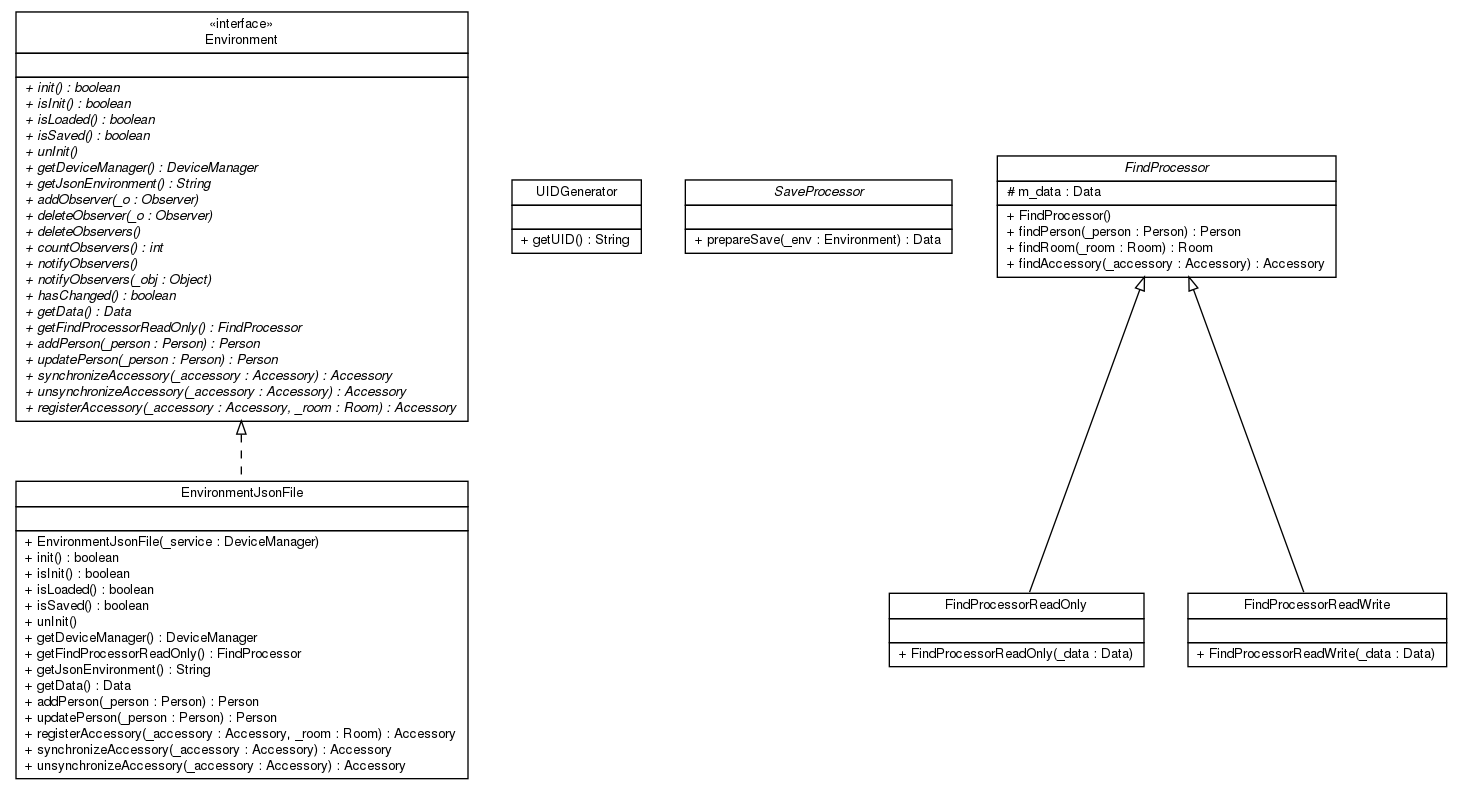 «interface»
Environment
+ init() : boolean
+ isInit() : boolean
+ isLoaded() : boolean
+ isSaved() : boolean
+ unInit()
+ getDeviceManager() : DeviceManager
+ getJsonEnvironment() : String
+ addObserver(_o : Observer)
+ deleteObserver(_o : Observer)
+ deleteObservers()
+ countObservers() : int
+ notifyObservers()
+ notifyObservers(_obj : Object)
+ hasChanged() : boolean
+ getData() : Data
+ getFindProcessorReadOnly() : FindProcessor
+ addPerson(_person : Person) : Person
+ updatePerson(_person : Person) : Person
+ synchronizeAccessory(_accessory : Accessory) : Accessory
+ unsynchronizeAccessory(_accessory : Accessory) : Accessory
+ registerAccessory(_accessory : Accessory, _room : Room) : Accessory
UIDGenerator
+ getUID() : String
SaveProcessor
+ prepareSave(_env : Environment) : Data
FindProcessor
# m_data : Data
+ FindProcessor()
+ findPerson(_person : Person) : Person
+ findRoom(_room : Room) : Room
+ findAccessory(_accessory : Accessory) : Accessory
EnvironmentJsonFile
+ EnvironmentJsonFile(_service : DeviceManager)
+ init() : boolean
+ isInit() : boolean
+ isLoaded() : boolean
+ isSaved() : boolean
+ unInit()
+ getDeviceManager() : DeviceManager
+ getFindProcessorReadOnly() : FindProcessor
+ getJsonEnvironment() : String
+ getData() : Data
+ addPerson(_person : Person) : Person
+ updatePerson(_person : Person) : Person
+ registerAccessory(_accessory : Accessory, _room : Room) : Accessory
+ synchronizeAccessory(_accessory : Accessory) : Accessory
+ unsynchronizeAccessory(_accessory : Accessory) : Accessory
FindProcessorReadOnly
+ FindProcessorReadOnly(_data : Data)
FindProcessorReadWrite
+ FindProcessorReadWrite(_data : Data)